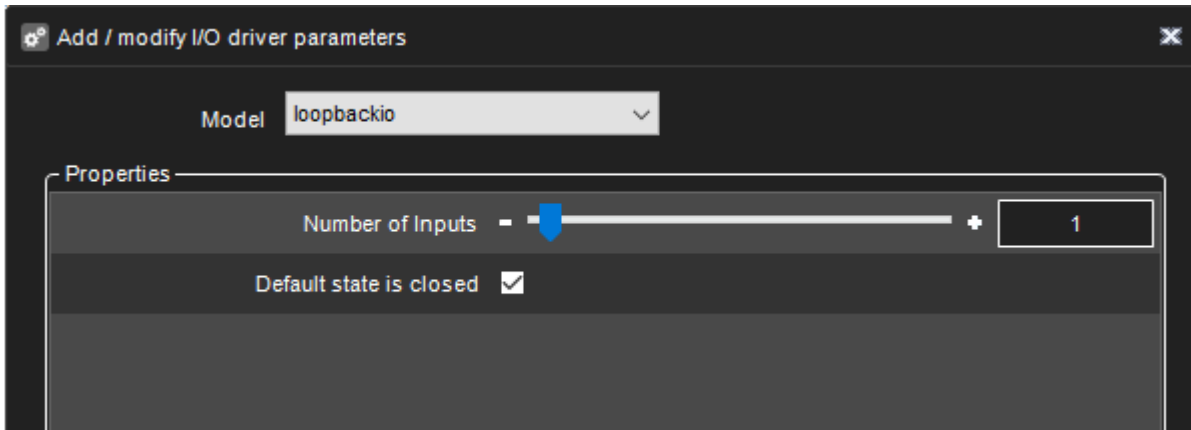 Add / modify I/O driver parameters
Model loopbackio
Properties
Number of Inputs - + 1
Default state is closed